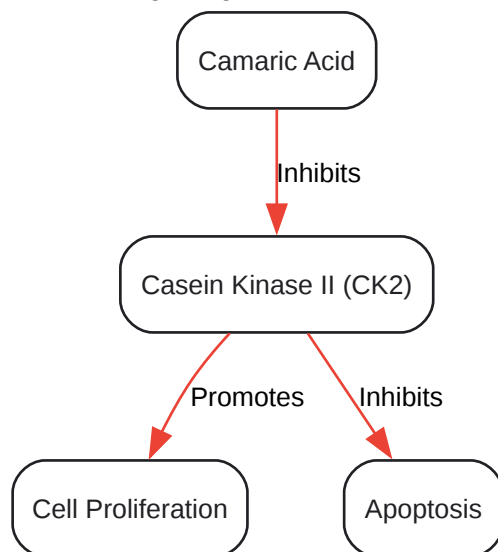 Camaric Acid
Inhibits
Casein Kinase II (CK2)
Promotes
Inhibits
Cell Proliferation
Apoptosis